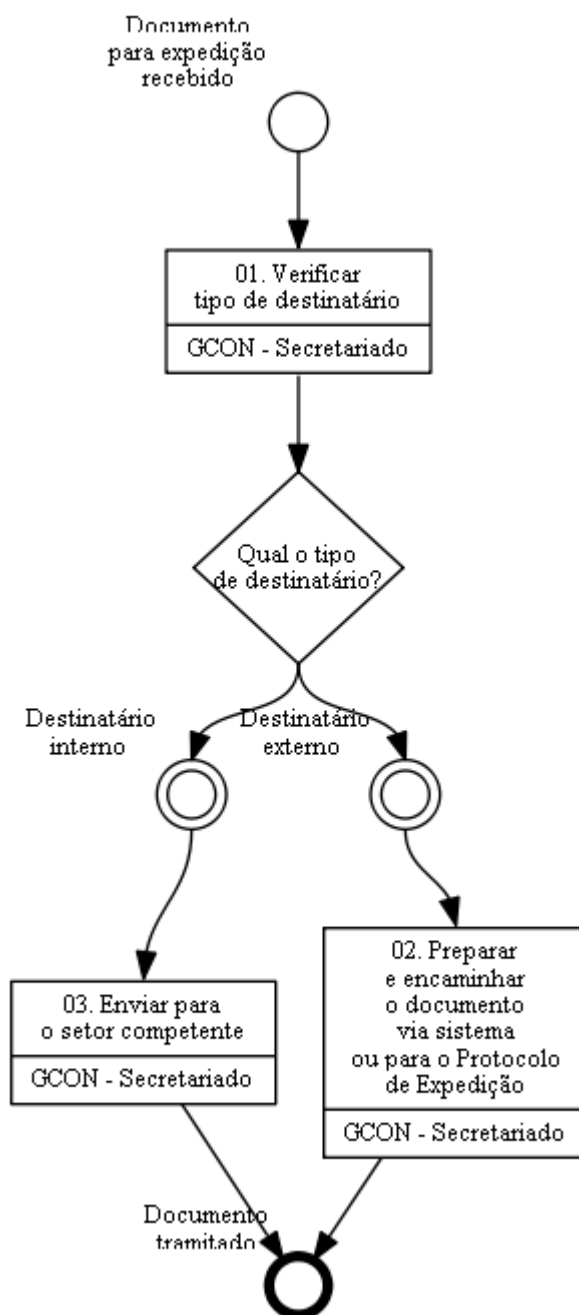 Documento
para expedição
recebido
01. Verificar
tipo de destinatário
GCON - Secretariado
Qual o tipo
de destinatário?
Destinatário
interno
Destinatário
externo
03. Enviar para
o setor competente
GCON - Secretariado
02. Preparar
e encaminhar
o documento
via sistema
ou para o Protocolo
de Expedição
GCON - Secretariado
Documento
tramitado